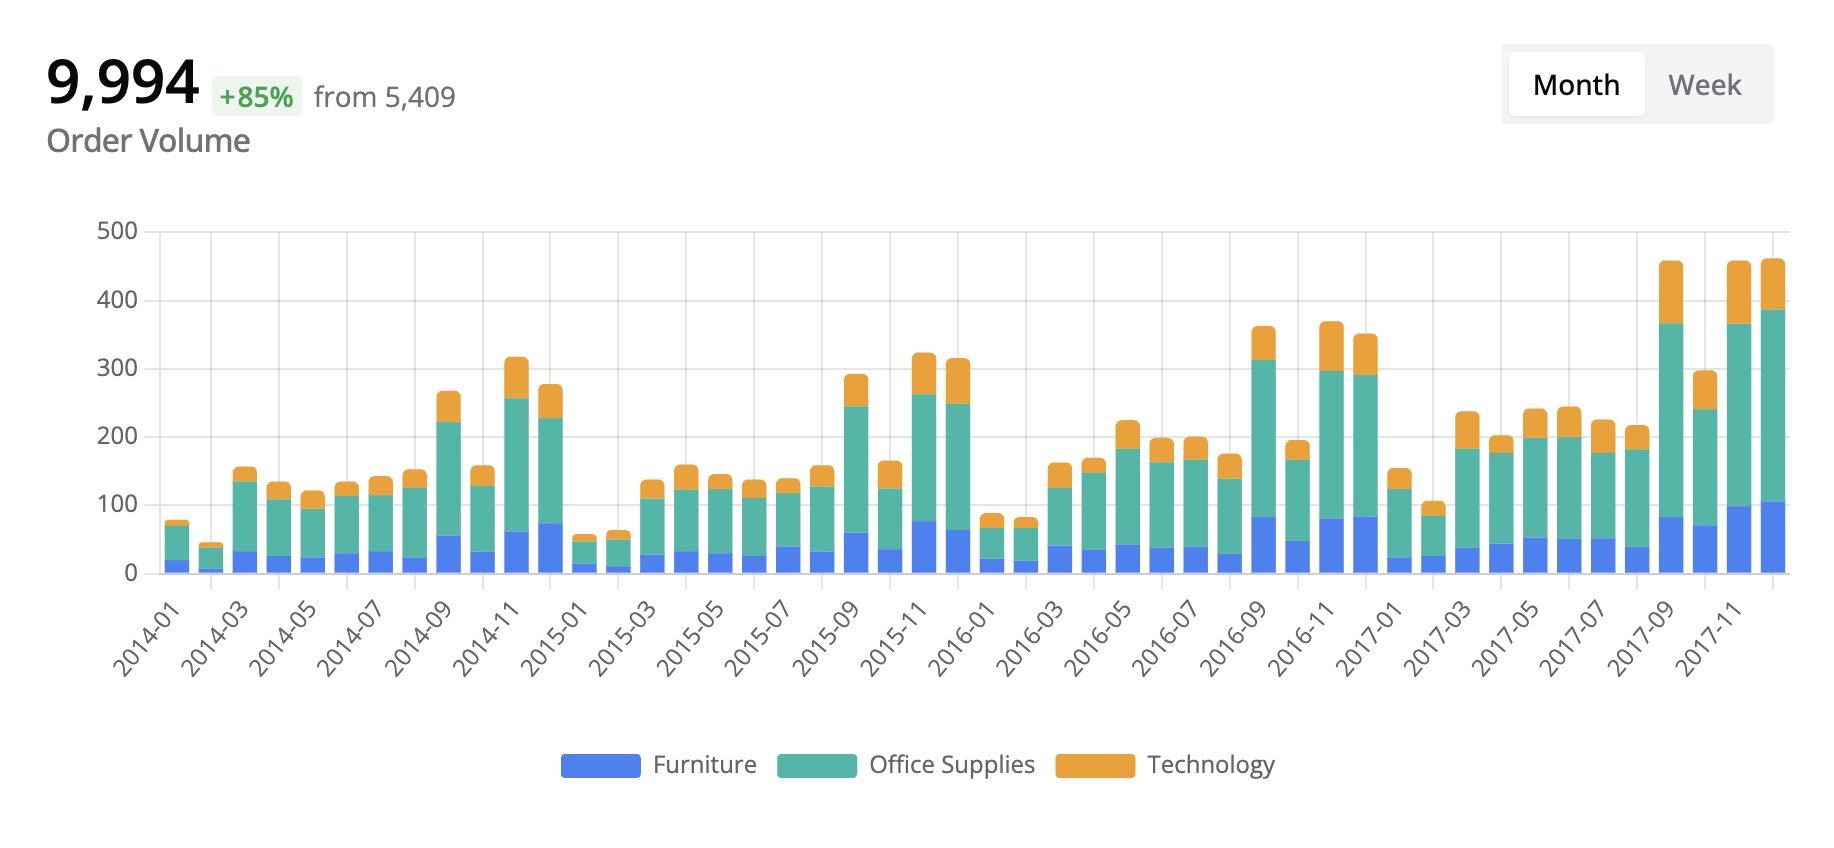 9,994 +85% from 5,409
Order Volume
Month Week
500
400
300
200
100
0
2014-01 2014-03 2014-05 2014-07 2014-09 2014-11 2015-01 2015-03 2015-05 2015-07 2015-09 2015-11 2016-01 2016-03 2016-05 2016-07 2016-09 2016-11 2017-01 2017-03 2017-05 2017-07 2017-09 2017-11
Furniture Office Supplies Technology